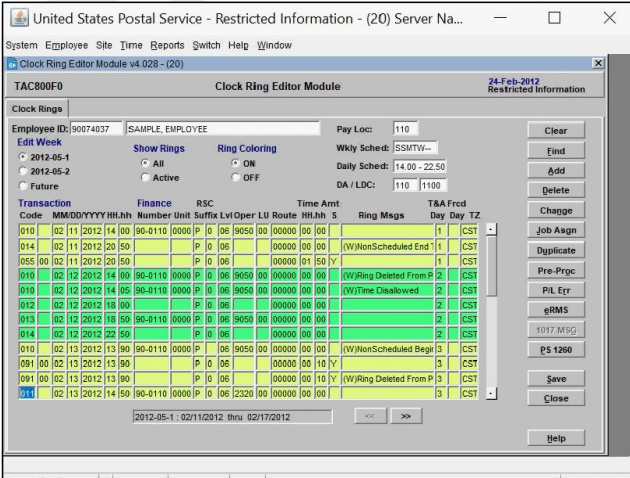 United States Postal Service - Restricted Information - (20) Server Na...
System Employee Site Time Reports Switch Help Window
Clock Ring Editor Module v4.028 - (20)
TAC800F0 Clock Ring Editor Module 24-Feb-2012
Restricted Information
Clock Rings
Employee ID: 90074037 SAMPLE, EMPLOYEE Pay Loc: 110 Clear
Edit Week Show Rings Ring Coloring Wkly Sched: SSMTW-- Find
2012-05-1 All ON Daily Sched: 14.00 - 22.50 Add
2012-05-2 Active OFF DA / LDC: 110 1100 Delete
Future
Transaction Finance RSC Time Amt T&A Frcd Change
Code MM/DD/YYYY HH.hh Number Unit Suffix Lvl Oper LU Route HH.hh S Ring Msgs Day Day TZ Job Asgn
010 02 11 2012 14 00 90-0110 0000 P 0 06 9050 00 00000 00 00 1 CST
014 02 11 2012 20 50 P 0 06 00000 00 00 (W)NonScheduled End T 1 CST Duplicate
055 00 02 11 2012 20 50 P 0 06 00000 01 50 Y 1 CST
010 02 12 2012 14 00 90-0110 0000 P 0 06 9050 00 00000 00 00 (W)Ring Deleted From P 2 CST Pre-Proc
010 02 12 2012 14 05 90-0110 0000 P 0 06 9050 00 00000 00 00 (W)Time Disallowed 2 CST P/L Err
012 02 12 2012 18 00 P 0 06 00000 00 00 2 CST
013 02 12 2012 18 50 90-0110 0000 P 0 06 9050 00 00000 00 00 2 CST eRMS
014 02 12 2012 22 50 P 0 06 00000 00 00 2 CST 1017 MSG
010 02 13 2012 13 90 90-0110 0000 P 0 06 9050 00 00000 00 00 (W)NonScheduled Begin 3 CST PS 1260
091 00 02 13 2012 13 90 P 0 06 00000 00 10 Y 3 CST
091 00 02 13 2012 13 90 P 0 06 00000 00 10 Y (W)Ring Deleted From P 3 CST Save
011 02 13 2012 14 50 90-0110 0000 P 0 06 2320 00 00000 00 00 3 CST Close
2012-05-1 : 02/11/2012 thru 02/17/2012 << >>
Help